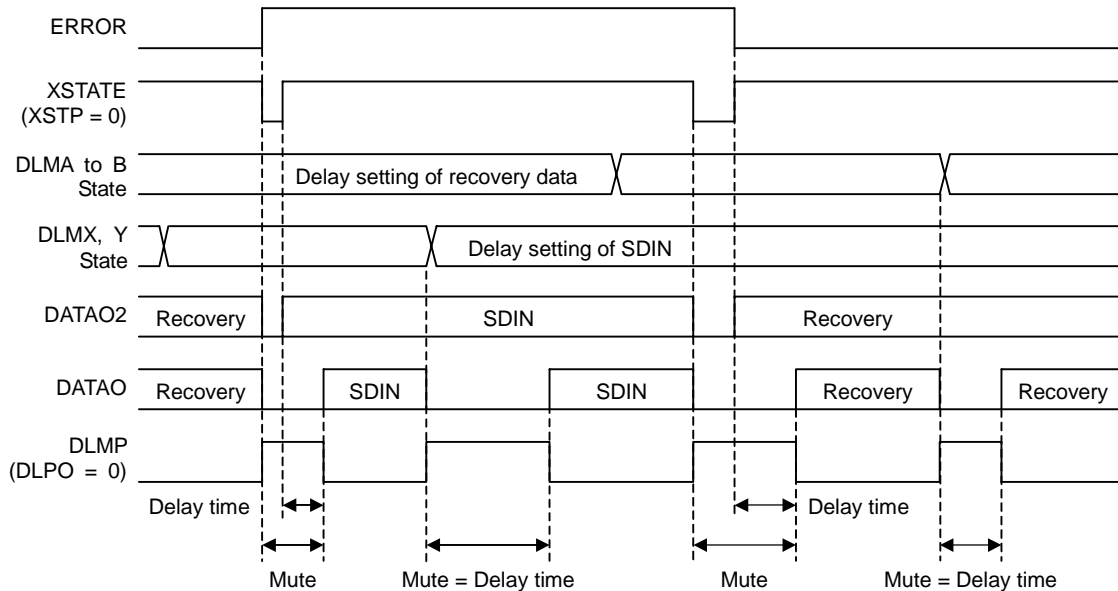 ERROR
XSTATE
(XSTP = 0)
DLMA to B
State
Delay setting of recovery data
DLMX, Y
State
Delay setting of SDIN
DATAO2
Recovery
SDIN
Recovery
DATAO
Recovery
SDIN
SDIN
Recovery
Recovery
DLMP
(DLPO = 0)
Delay time
Delay time
Mute
Mute = Delay time
Mute
Mute = Delay time